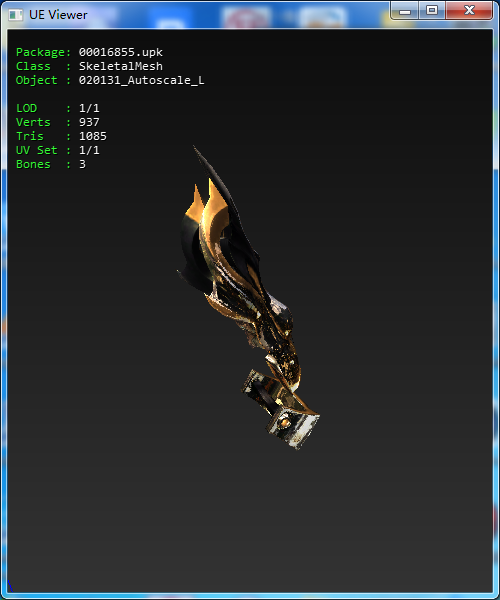 UE Viewer
Package: 00016855.upk
Class : SkeletalMesh
Object : 020131_Autoscale_L
LOD : 1/1
Verts : 937
Tris : 1085
UV Set : 1/1
Bones : 3